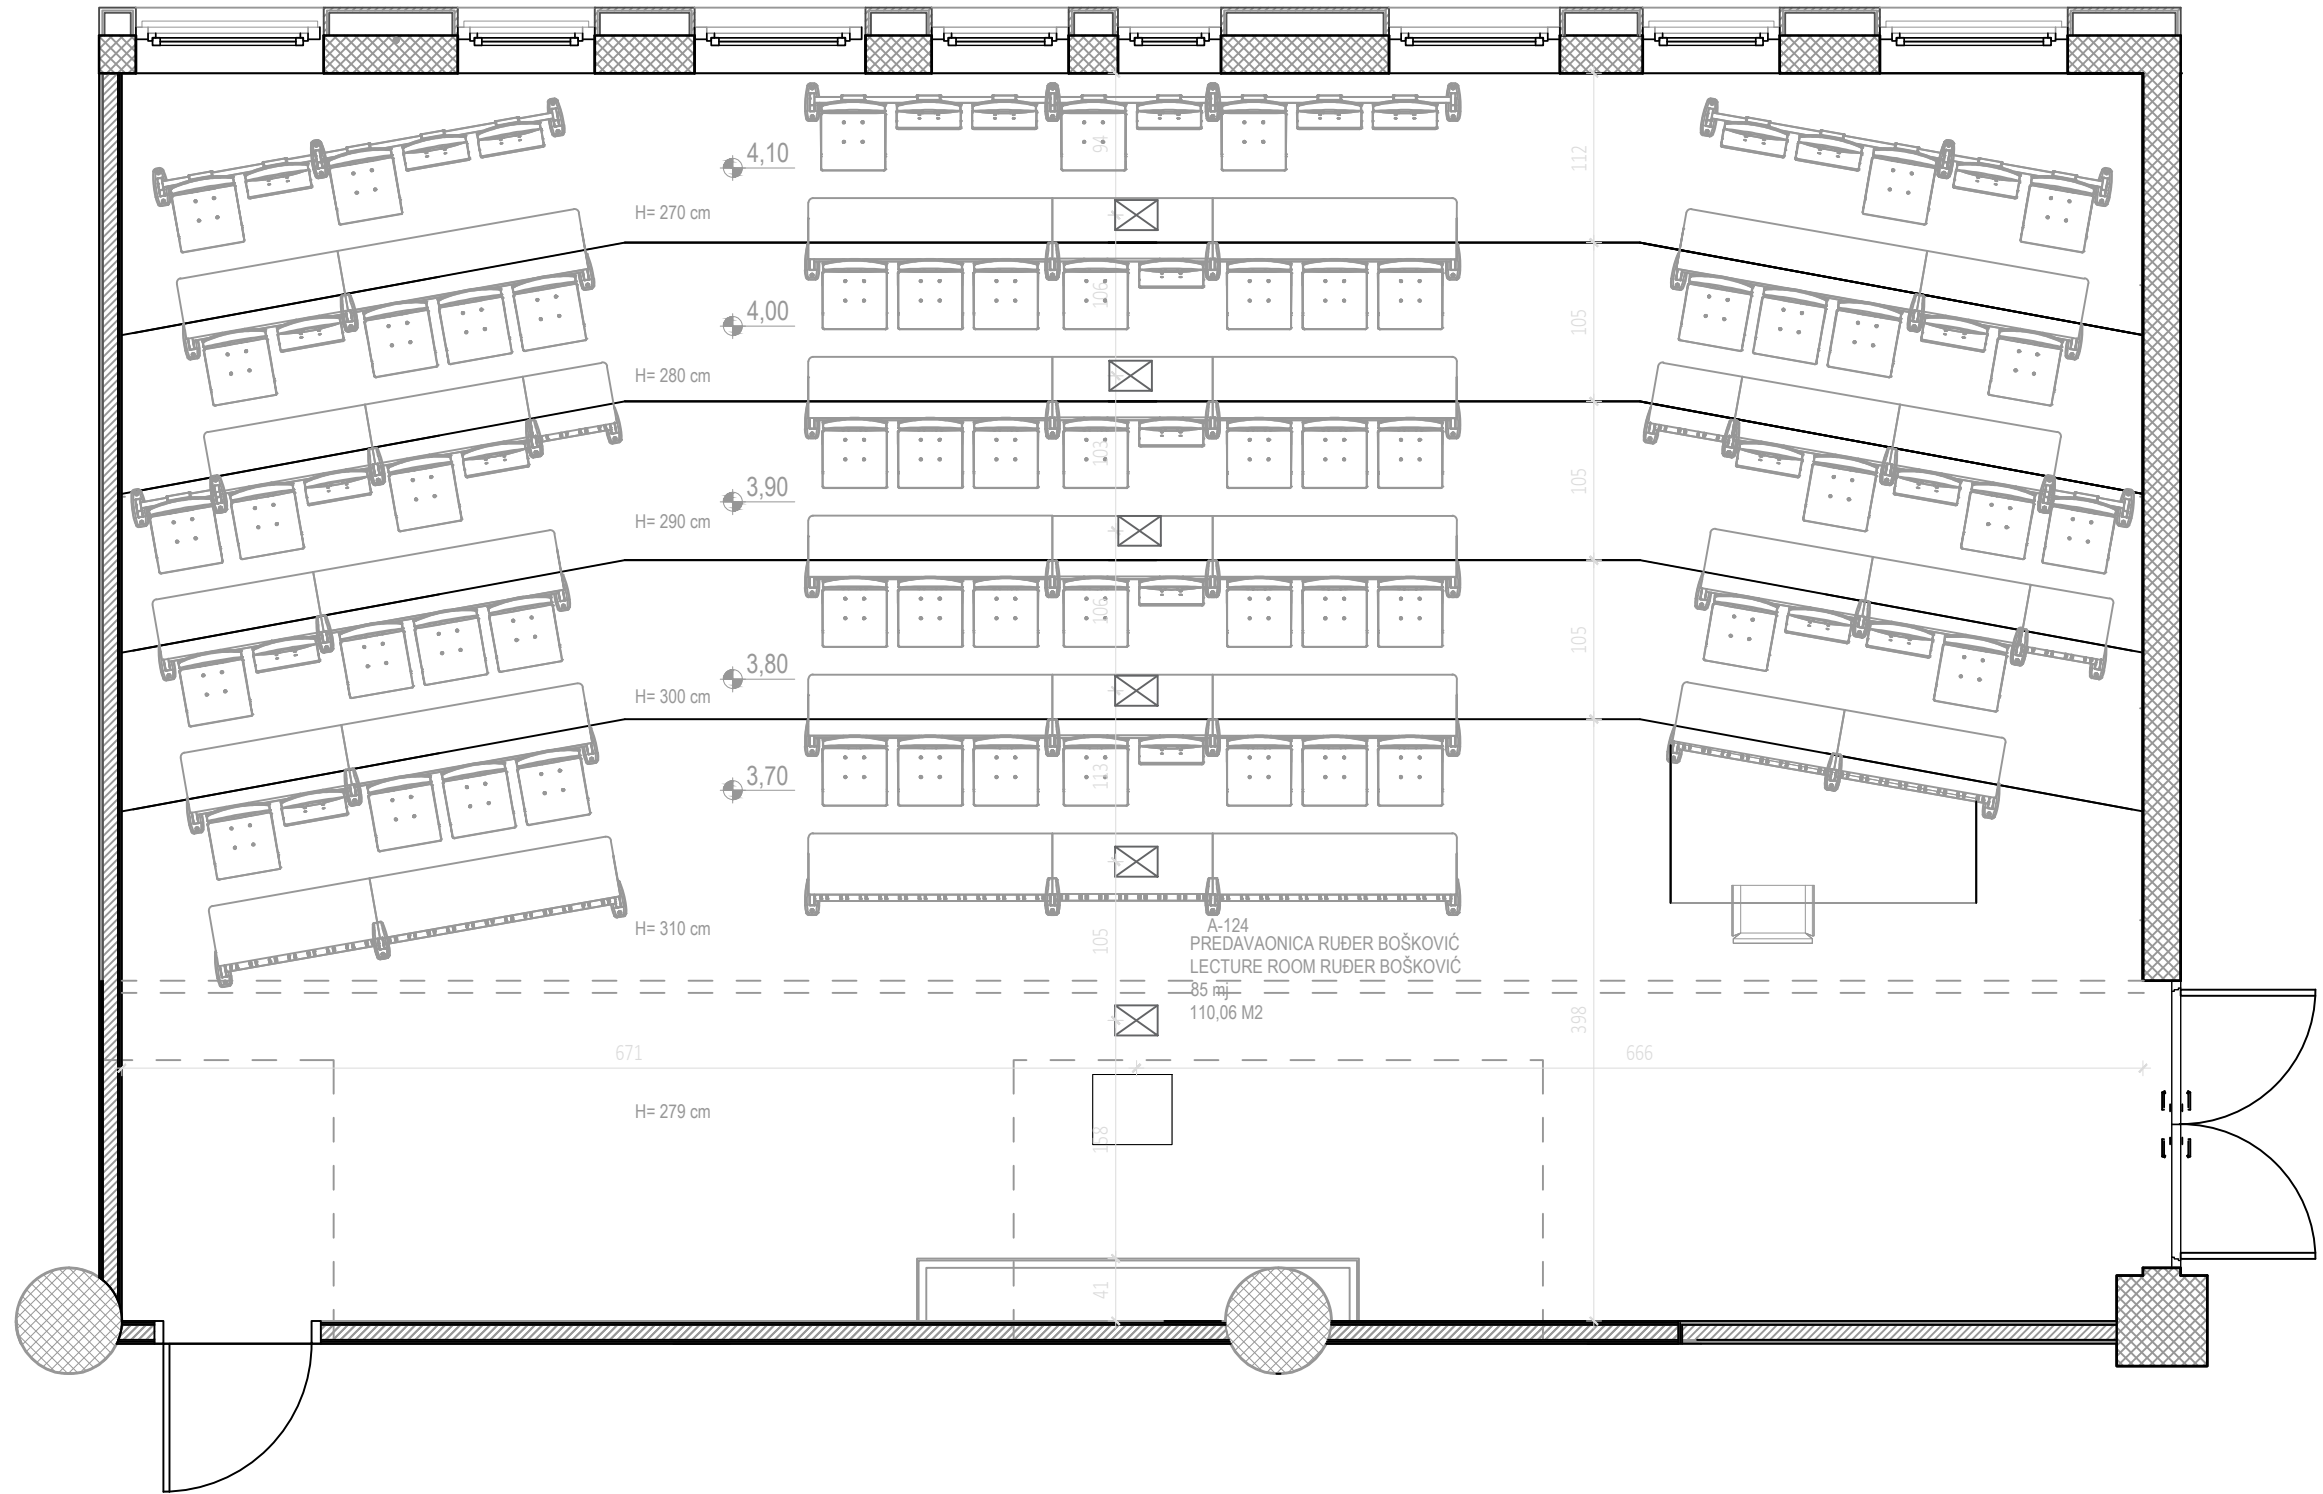 94
112
4,10
H= 270 cm
106
4,00
105
H= 280 cm
103
3,90
105
H= 290 cm
106
105
3,80
H= 300 cm
113
3,70
A-124
H= 310 cm
105
PREDAVAONICA RUĐER BOŠKOVIĆ
LECTURE ROOM RUĐER BOŠKOVIĆ
85 mj
110,06 M2
398
671
666
H= 279 cm
158
41